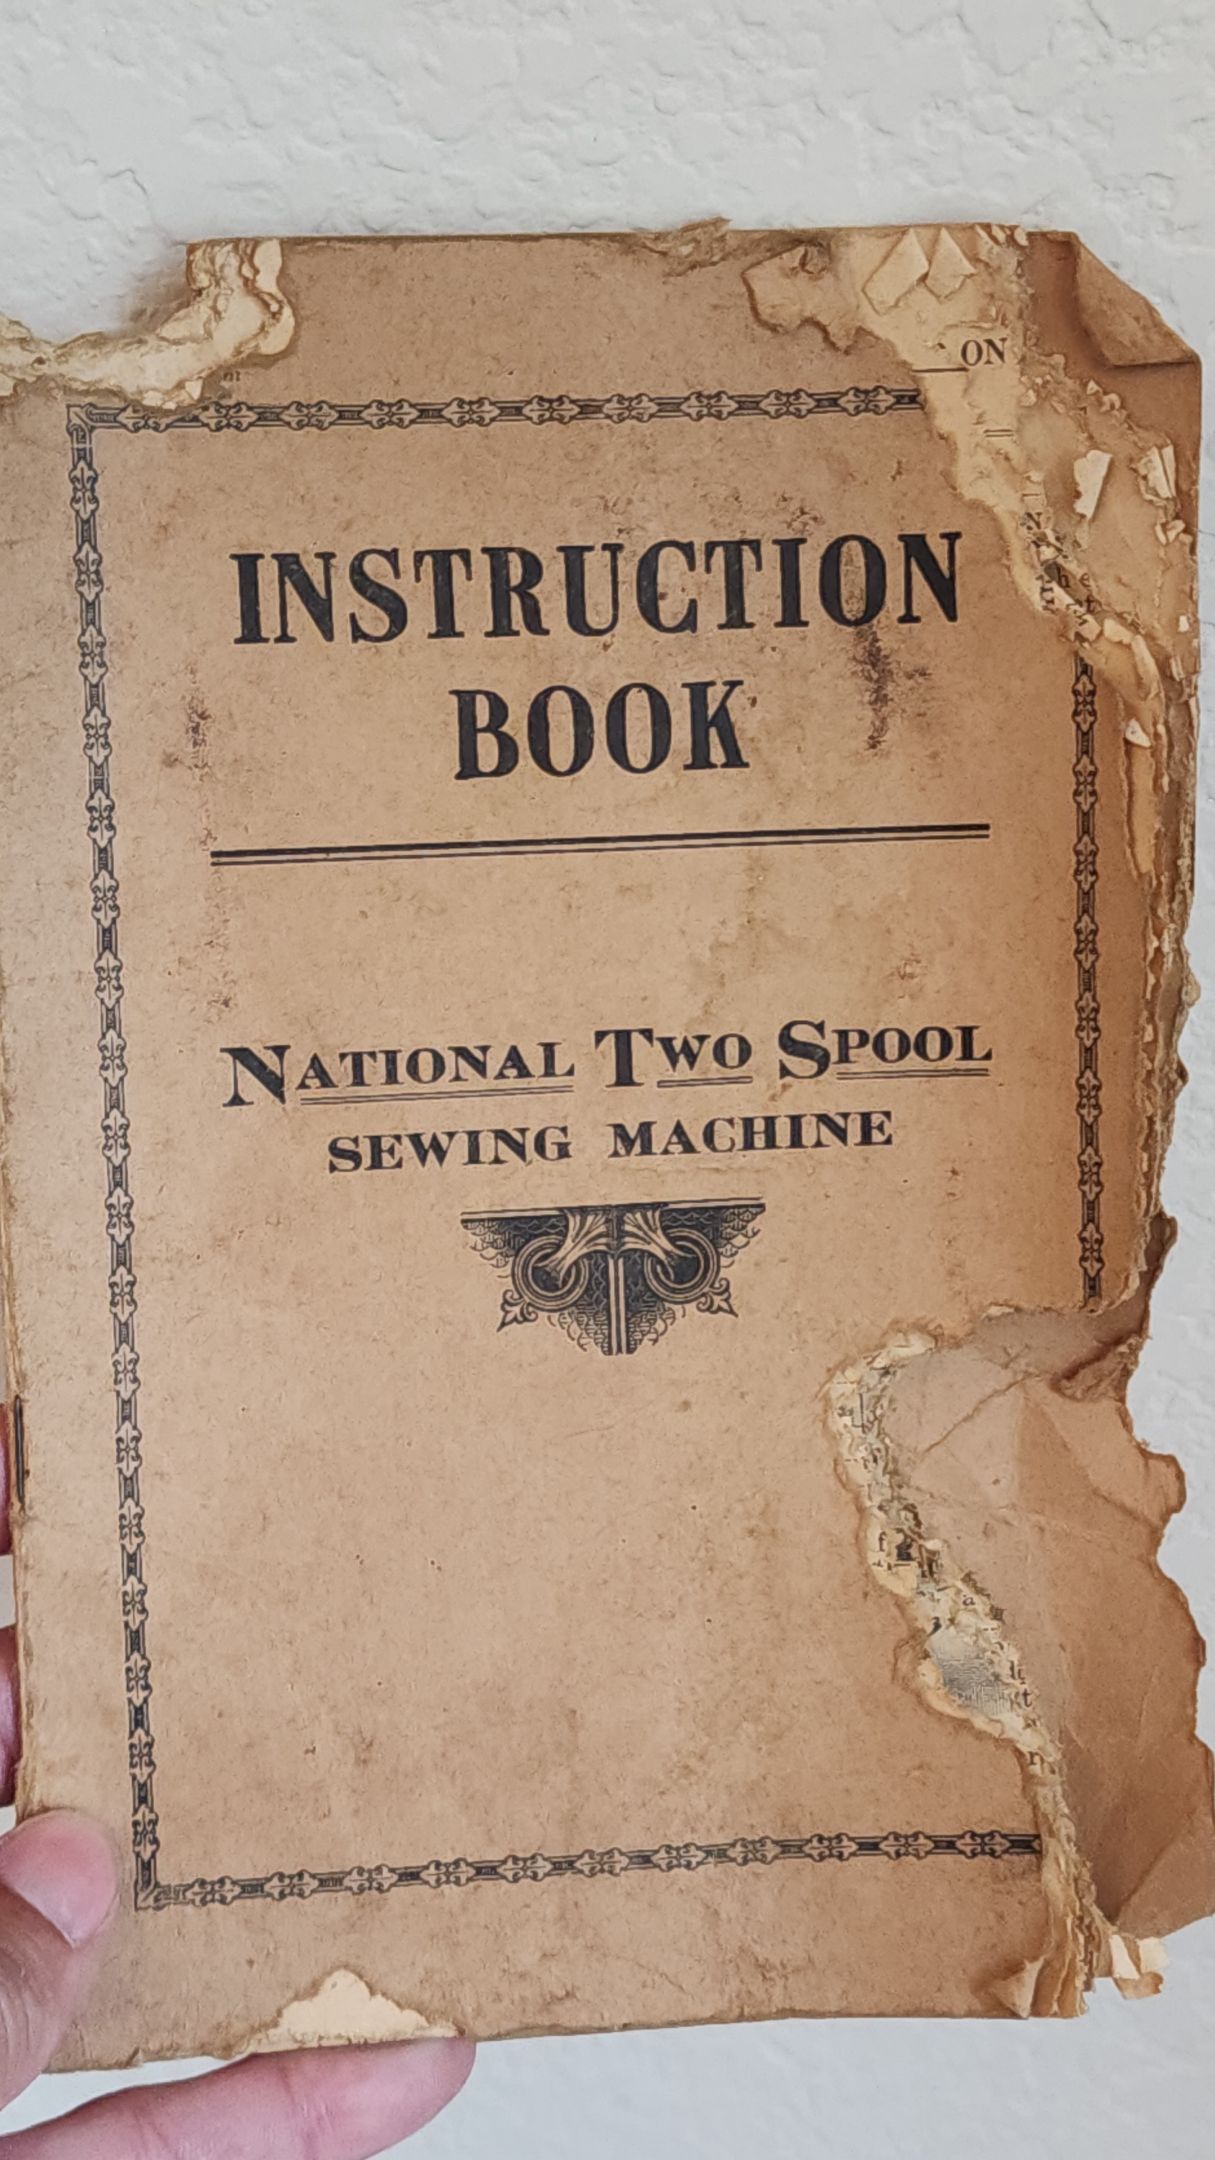 ON
INSTRUCTION
BOOK
NATIONAL TWO SPOOL
SEWING MACHINE